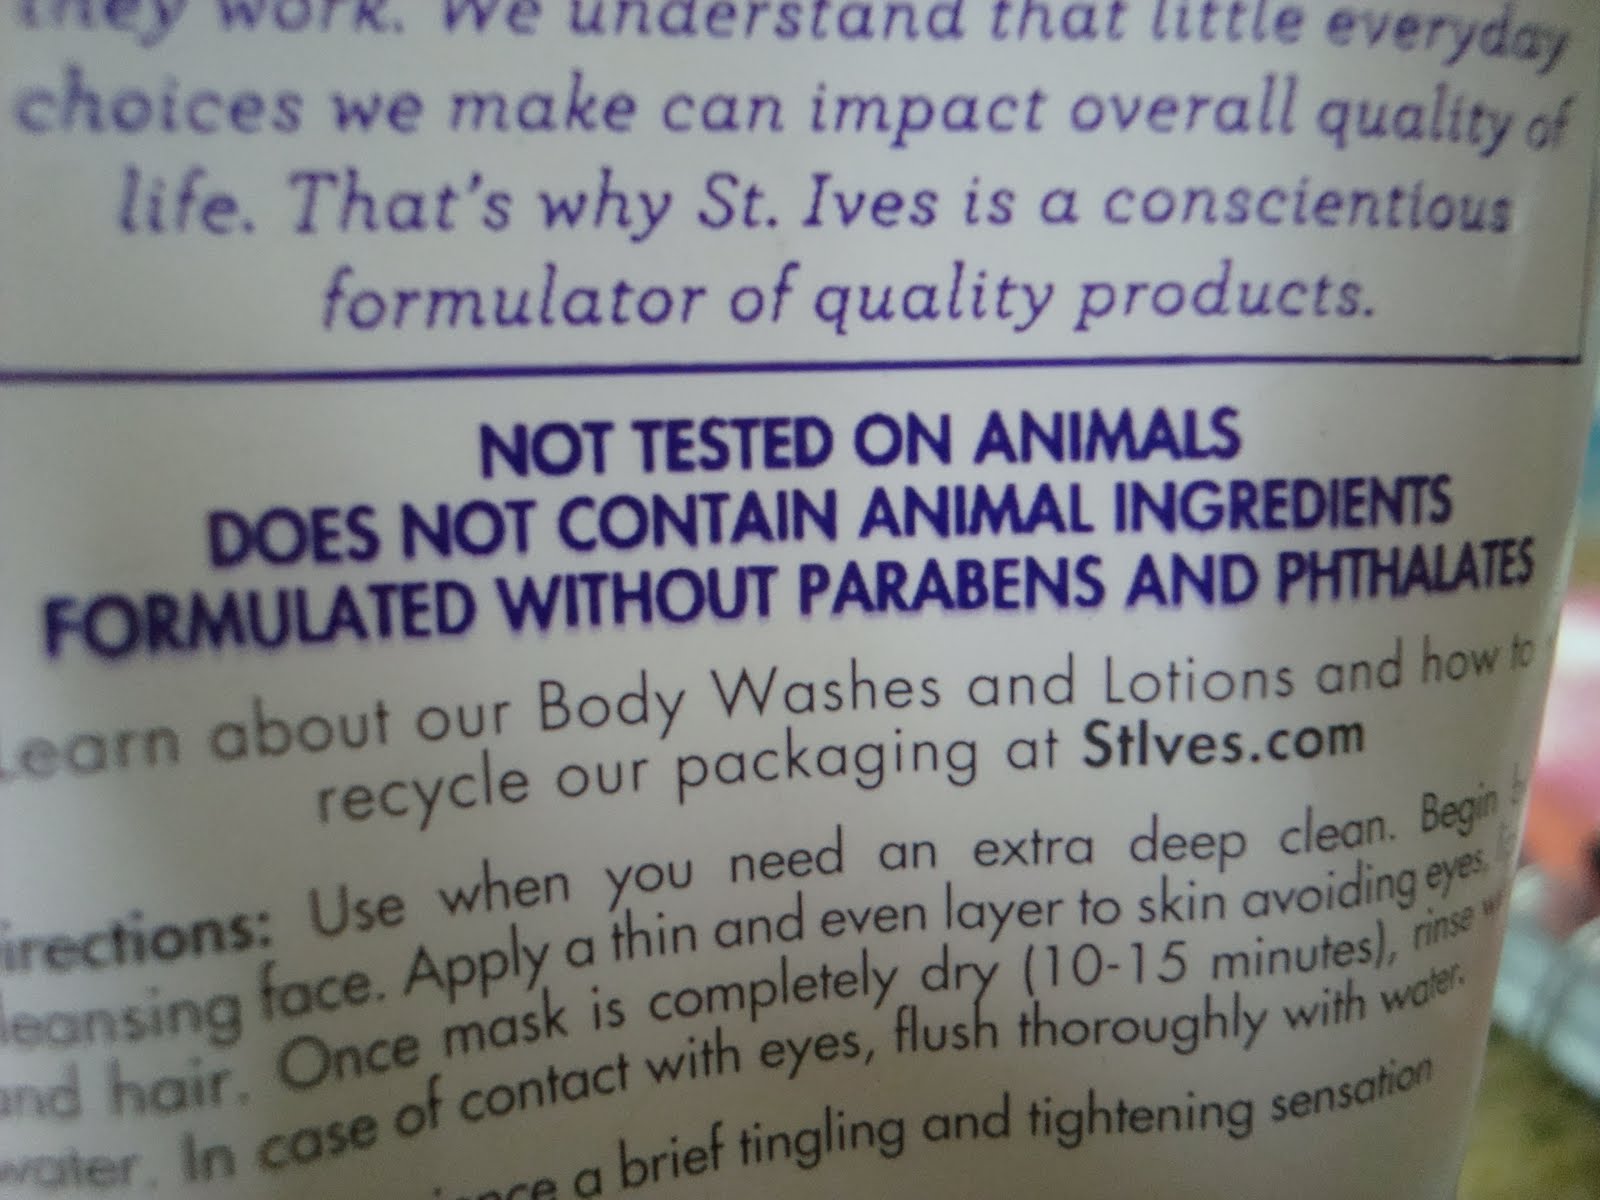 they work. We understand that little everyday
choices we make can impact overall quality of
life. That's why St. Ives is a conscientious
formulator of quality products.
NOT TESTED ON ANIMALS
DOES NOT CONTAIN ANIMAL INGREDIENTS
FORMULATED WITHOUT PARABENS AND PHTHALATES
Learn about our Body Washes and Lotions and how to
recycle our packaging at StIves.com
irections: Use when you need an extra deep clean. Begin
leansing face. Apply a thin and even layer to skin avoiding eyes,
and hair. Once mask is completely dry (10-15 minutes), rinse
water. In case of contact with eyes, flush thoroughly with water.
a brief tingling and tightening sensation